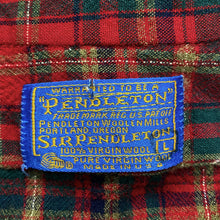 WARRANTED TO BE A
"PENDLETON"
TRADE MARK REG US PAT OFF
PENDLETON WOOLEN MILLS
PORTLAND, OREGON
SIR PENDLETON
100% VIRGIN WOOL
L
PURE VIRGIN WOOL
MADE IN U.S.A.